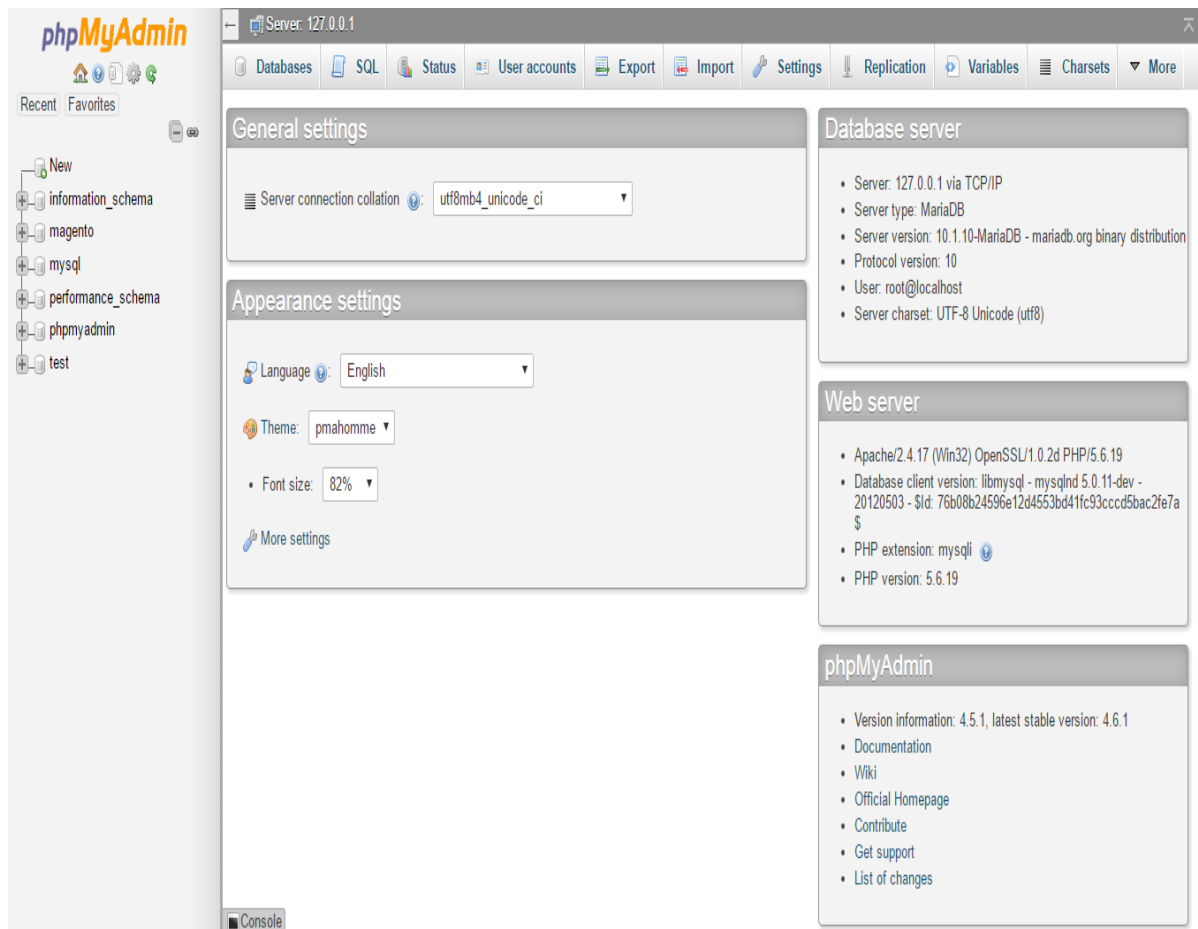 phpMyAdmin
Recent Favorites
New
information_schema
magento
mysql
performance_schema
phpmyadmin
test
Server: 127.0.0.1
Databases SQL Status User accounts Export Import Settings Replication Variables Charsets More
General settings
Server connection collation : utf8mb4_unicode_ci
Appearance settings
Language : English
Theme: pmahomme
Font size: 82%
More settings
Database server
Server: 127.0.0.1 via TCP/IP
Server type: MariaDB
Server version: 10.1.10-MariaDB - mariadb.org binary distribution
Protocol version: 10
User: root@localhost
Server charset: UTF-8 Unicode (utf8)
Web server
Apache/2.4.17 (Win32) OpenSSL/1.0.2d PHP/5.6.19
Database client version: libmysql - mysqlnd 5.0.11-dev -
20120503 - $Id: 76b08b24596e12d4553bd41fc93cccd5bac2fe7a
$
PHP extension: mysqli
PHP version: 5.6.19
phpMyAdmin
Version information: 4.5.1, latest stable version: 4.6.1
Documentation
Wiki
Official Homepage
Contribute
Get support
List of changes
Console